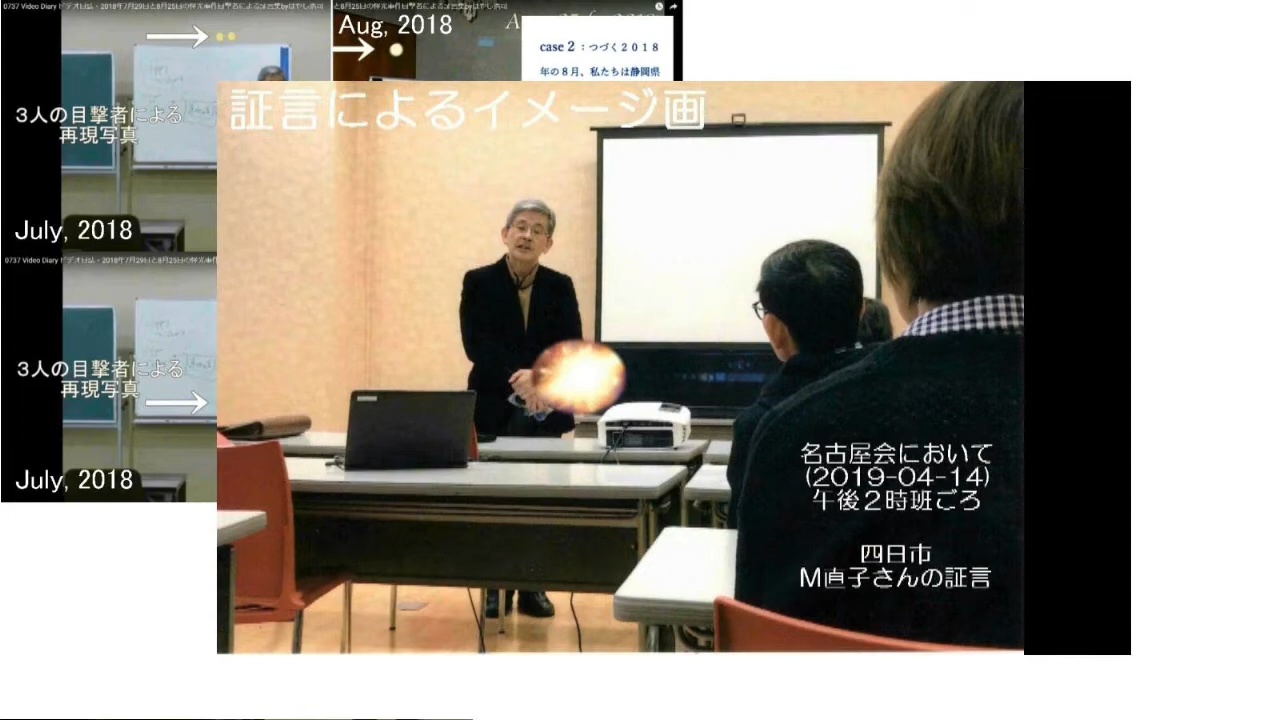 Aug, 2018
case 2 : つづく２０１８
年の８月、私たちは静岡県
3人の目撃者による
再現写真
July, 2018
証言によるイメージ画
0737 Video Diary
3人の目撃者による
再現写真
July, 2018
名古屋会において
(2019-04-14)
午後２時班ごろ
四日市
M直子さんの証言